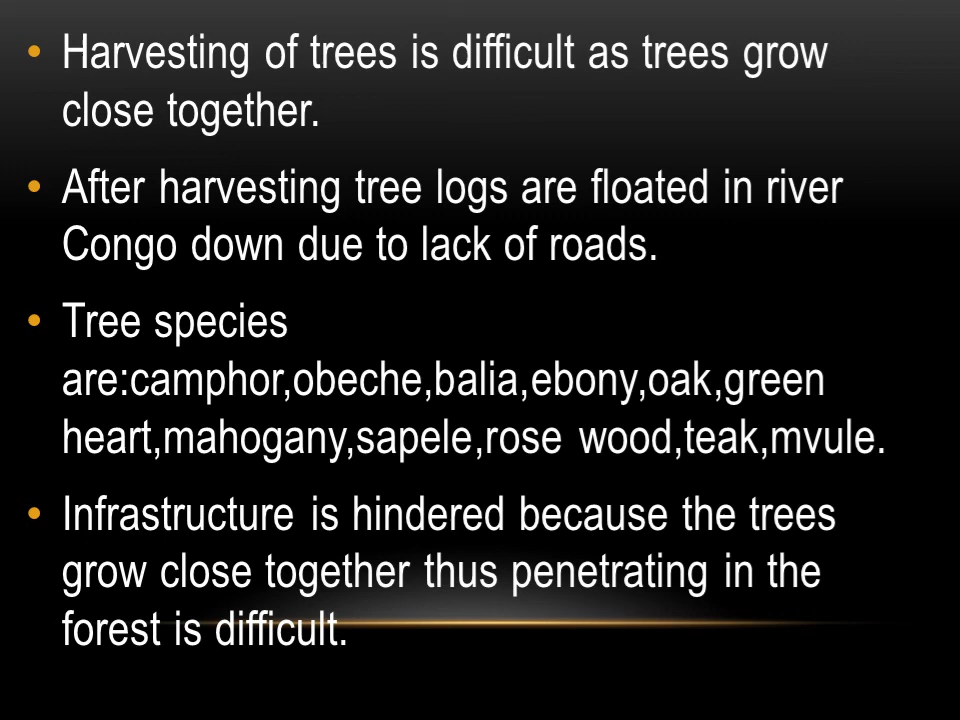 • Harvesting of trees is difficult as trees grow
close together.
• After harvesting tree logs are floated in river
Congo down due to lack of roads.
• Tree species
are:camphor,obeche,balia,ebony,oak,green
heart,mahogany,sapele,rose wood,teak,mvule.
• Infrastructure is hindered because the trees
grow close together thus penetrating in the
forest is difficult.